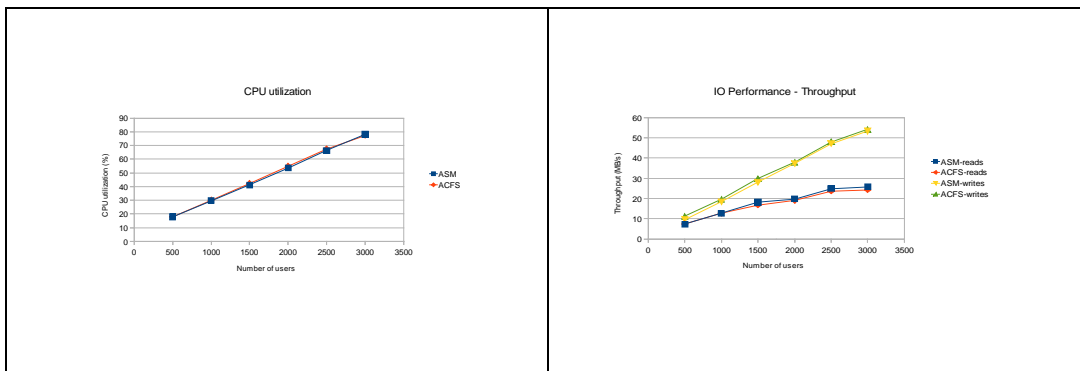 CPU utilization
90
80
70
60
50
40
30
20
10
0
0 500 1000 1500 2000 2500 3000 3500
CPU utilization (%)
Number of users
ASM
ACFS
IO Performance - Throughput
60
50
40
30
20
10
0
0 500 1000 1500 2000 2500 3000 3500
Throughput (MB/s)
Number of users
ASM-reads
ACFS-reads
ASM-writes
ACFS-writes